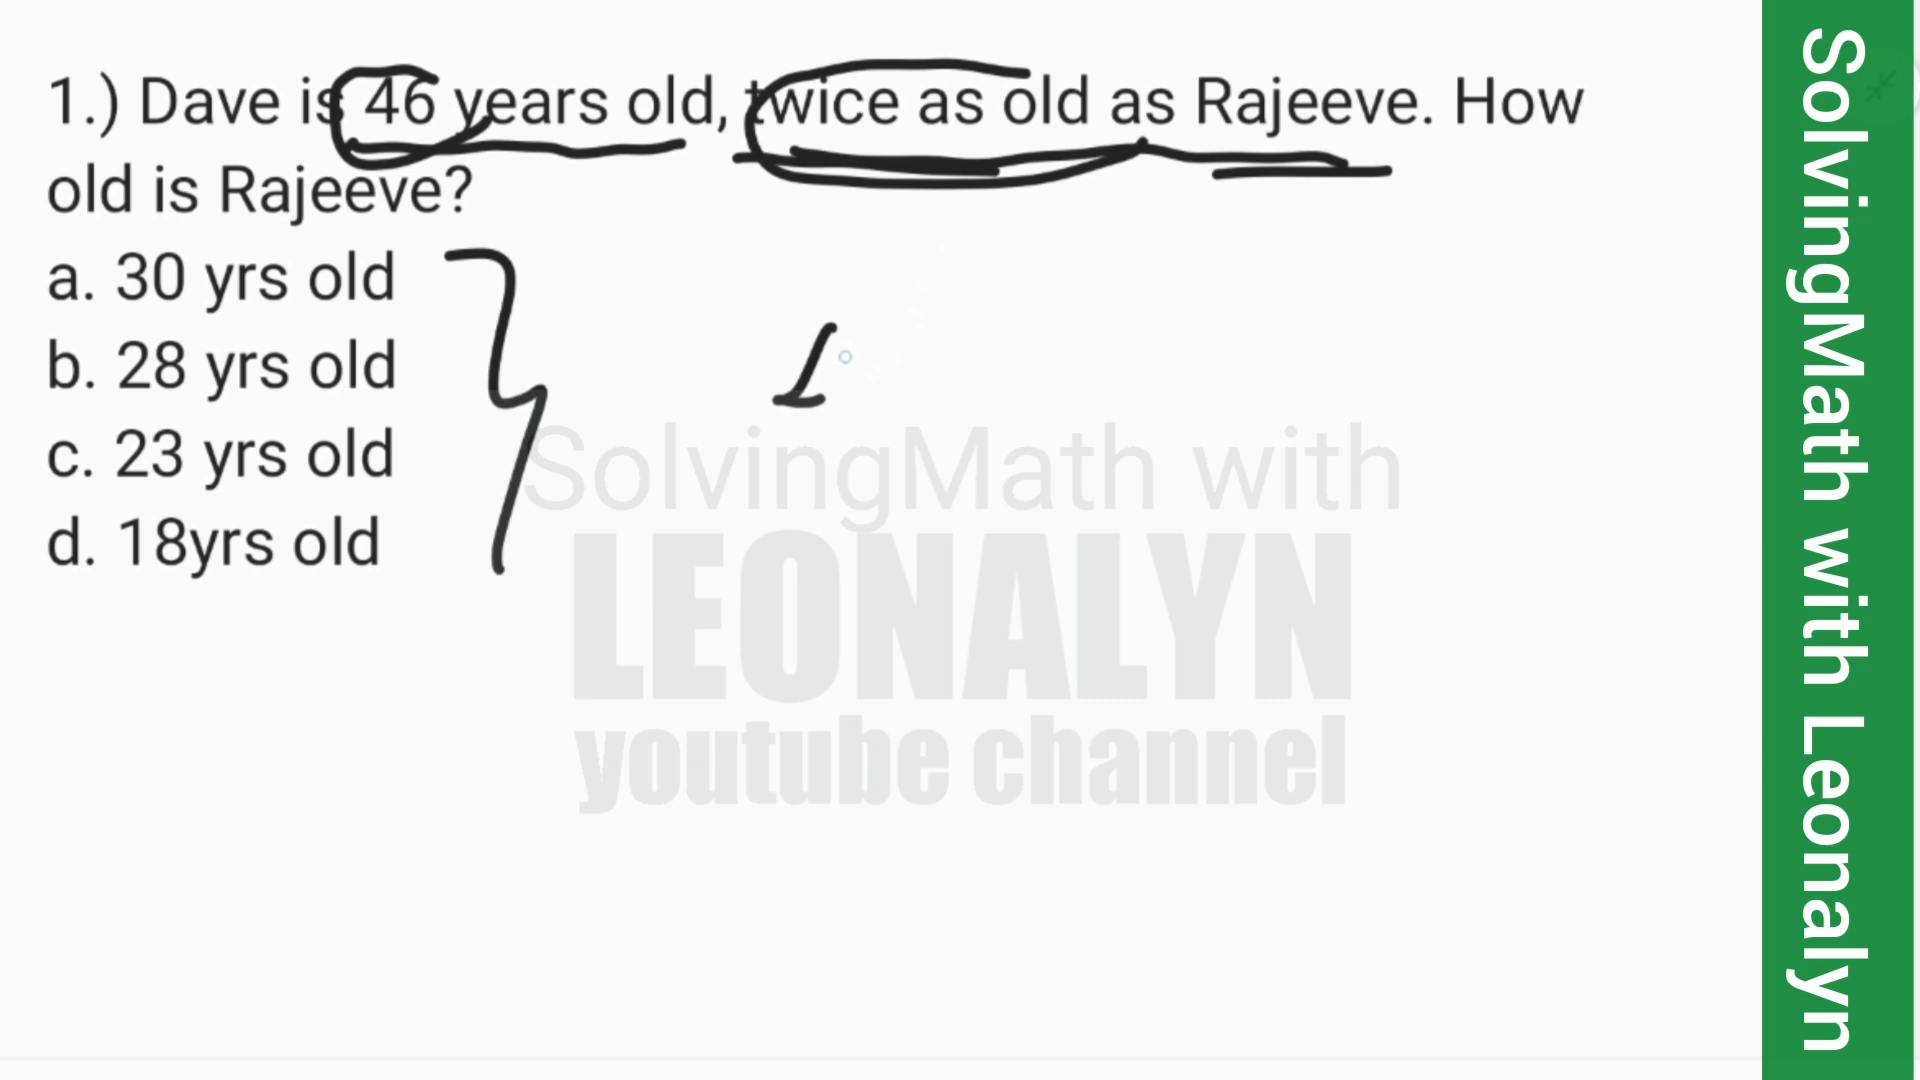 1.) Dave is 46 years old, twice as old as Rajeeve. How
old is Rajeeve?
a. 30 yrs old
b. 28 yrs old
c. 23 yrs old
d. 18yrs old
SolvingMath with
LEONALYN
youtube channel
SolvingMath with Leonalyn